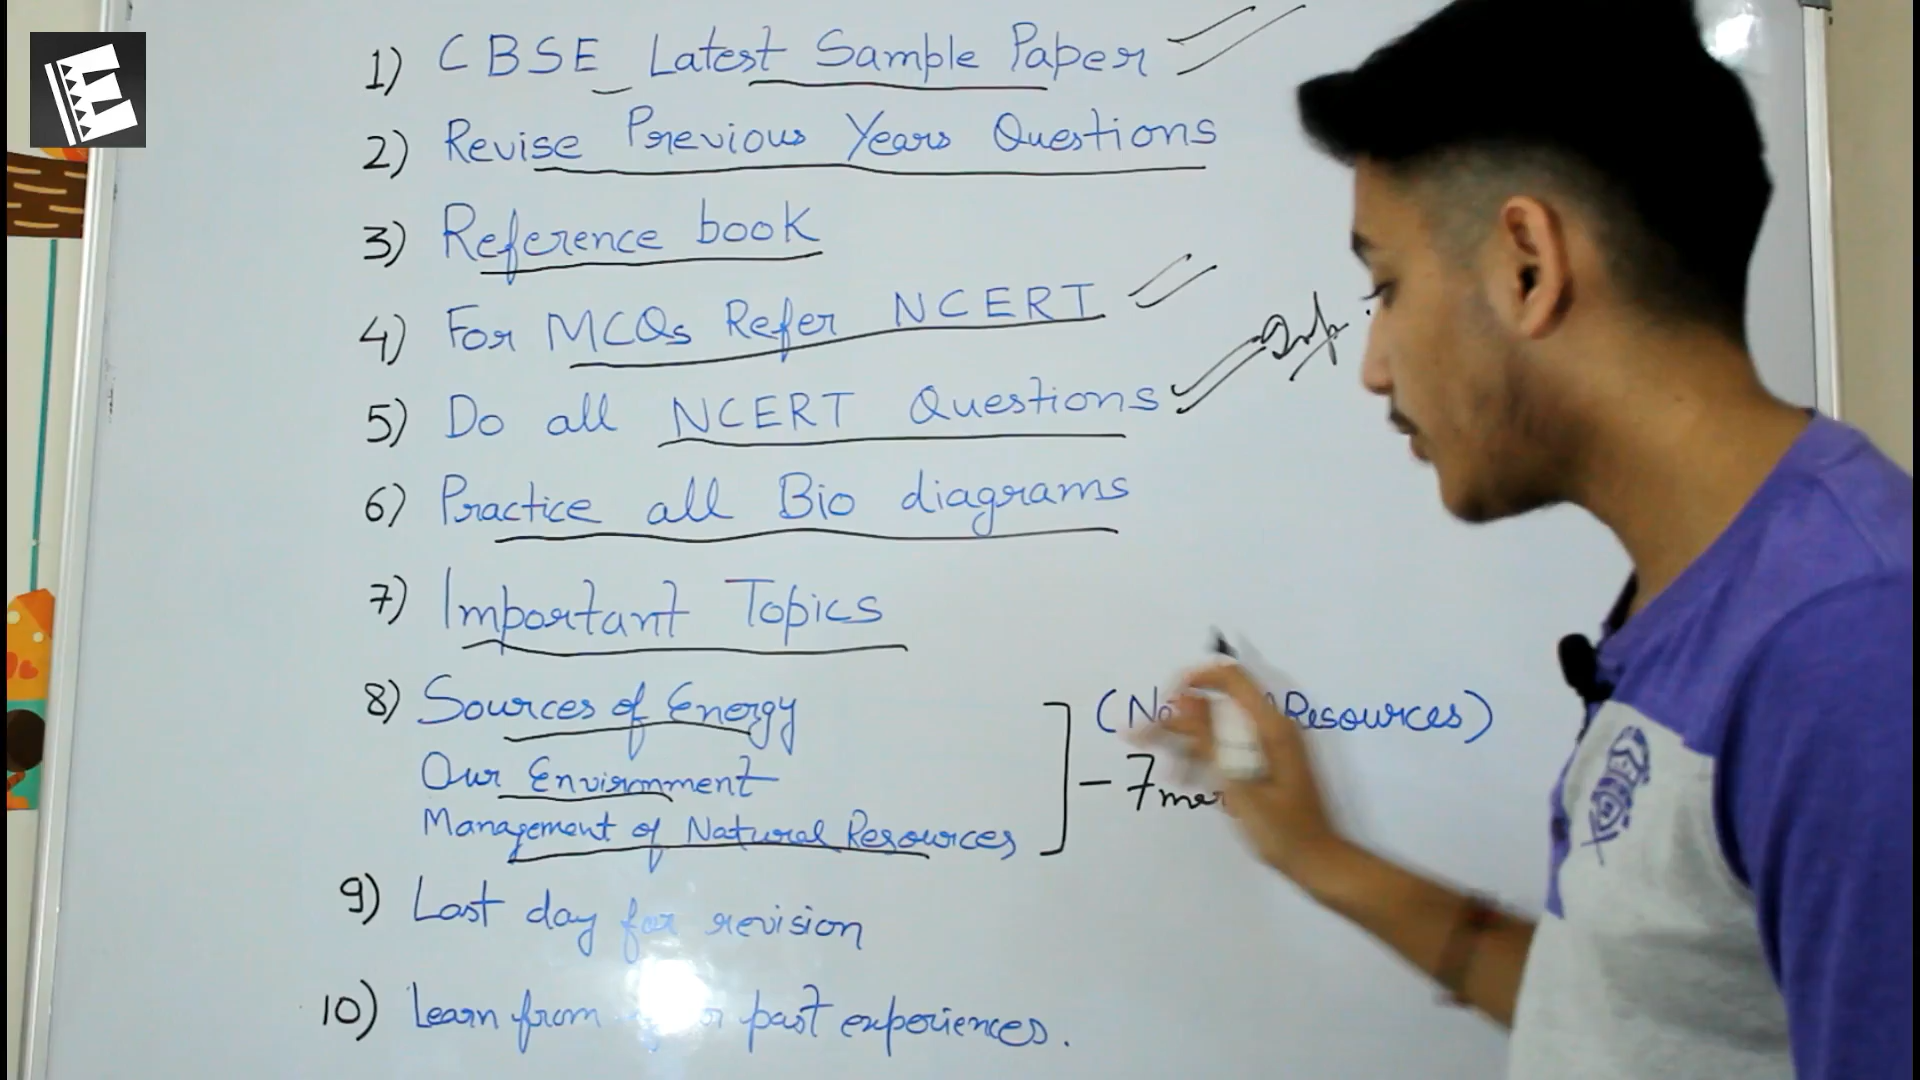 1) CBSE Latest Sample Paper
2) Revise Previous Years Questions
3) Reference book
4) For MCQs Refer NCERT
5) Do all NCERT Questions Imp.
6) Practice all Bio diagrams
7) Important Topics
8) Sources of Energy
Our Envirnment
Management of Natural Resources
(Resources)
- 7
9) Last day for revision
10) Learn from past experiences.